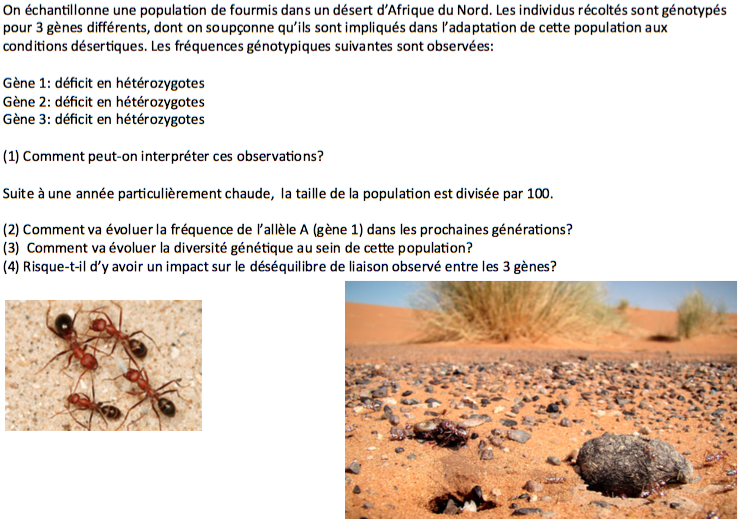 On échantillonne une population de fourmis dans un désert d'Afrique du Nord. Les individus récoltés sont génotypés
pour 3 gènes différents, dont on soupçonne qu'ils sont impliqués dans l'adaptation de cette population aux
conditions désertiques. Les fréquences génotypiques suivantes sont observées:
Gène 1: déficit en hétérozygotes
Gène 2: déficit en hétérozygotes
Gène 3: déficit en hétérozygotes
(1) Comment peut-on interpréter ces observations?
Suite à une année particulièrement chaude, la taille de la population est divisée par 100.
(2) Comment va évoluer la fréquence de l'allèle A (gène 1) dans les prochaines générations?
(3) Comment va évoluer la diversité génétique au sein de cette population?
(4) Risque-t-il d'y avoir un impact sur le déséquilibre de liaison observé entre les 3 gènes?